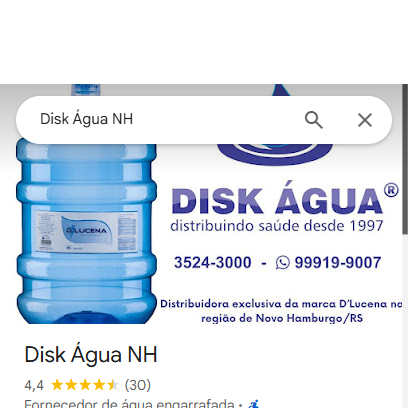 Disk Água NH
DISK ÁGUA®
distribuindo saúde desde 1997
3524-3000 - 99919-9007
D'LUCENA
Distribuidora exclusiva da marca D'Lucena na
região de Novo Hamburgo/RS
Disk Água NH
4,4 (30)
Fornecedor de água engarrafada ·